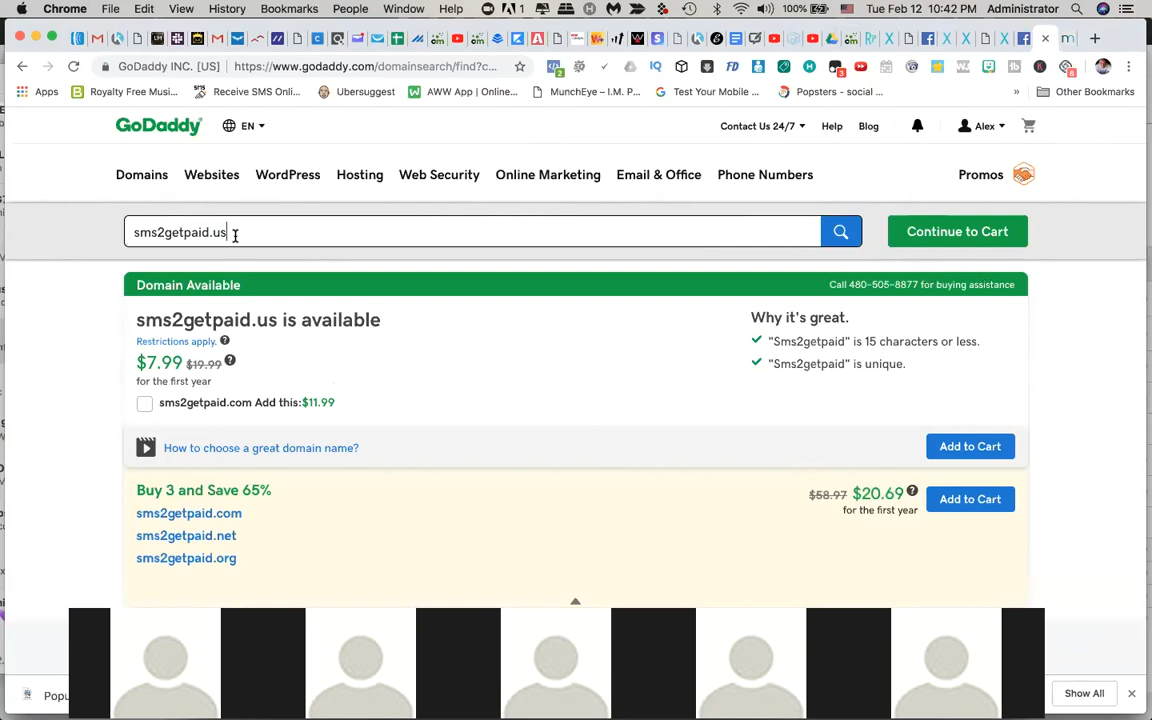 Chrome File Edit View History Bookmarks People Window Help 1 100% Tue Feb 12 10:42 PM Administrator
GoDaddy INC. [US] https://www.godaddy.com/domainsearch/find?c...
Apps Royalty Free Musi... Receive SMS Onli... Ubersuggest AWW App | Online... MunchEye – I.M. P... Test Your Mobile ... Popsters - social ... » Other Bookmarks
GoDaddy EN Contact Us 24/7 Help Blog Alex
Domains Websites WordPress Hosting Web Security Online Marketing Email & Office Phone Numbers Promos
sms2getpaid.us Continue to Cart
Domain Available Call 480-505-8877 for buying assistance
sms2getpaid.us is available Why it's great.
Restrictions apply. "Sms2getpaid" is 15 characters or less.
$7.99 $19.99 "Sms2getpaid" is unique.
for the first year
sms2getpaid.com Add this:$11.99
How to choose a great domain name? Add to Cart
Buy 3 and Save 65% $58.97 $20.69 Add to Cart
sms2getpaid.com for the first year
sms2getpaid.net
sms2getpaid.org
Popu Show All